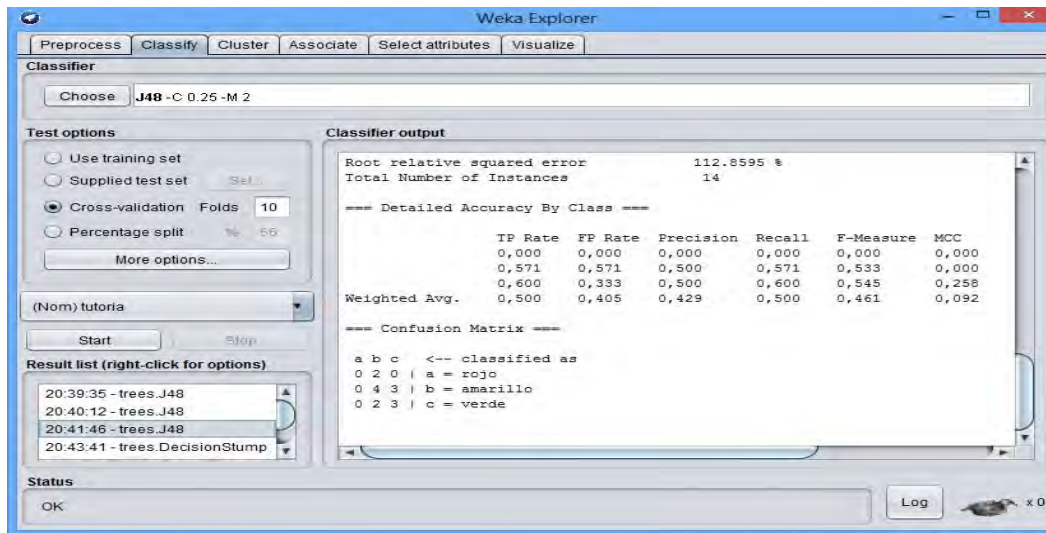 Weka Explorer
Preprocess Classify Cluster Associate Select attributes Visualize
Classifier
Choose J48 -C 0.25 -M 2
Test options
Use training set
Supplied test set Set...
Cross-validation Folds 10
Percentage split % 66
More options...
(Nom) tutoria
Start Stop
Result list (right-click for options)
20:39:35 - trees.J48
20:40:12 - trees.J48
20:41:46 - trees.J48
20:43:41 - trees.DecisionStump
Classifier output
Root relative squared error 112.8595 %
Total Number of Instances 14
=== Detailed Accuracy By Class ===
TP Rate FP Rate Precision Recall F-Measure MCC
0,000 0,000 0,000 0,000 0,000 0,000
0,571 0,571 0,500 0,571 0,533 0,000
0,600 0,333 0,500 0,600 0,545 0,258
Weighted Avg. 0,500 0,405 0,429 0,500 0,461 0,092
=== Confusion Matrix ===
a b c <-- classified as
0 2 0 | a = rojo
0 4 3 | b = amarillo
0 2 3 | c = verde
Status
OK
Log
x 0